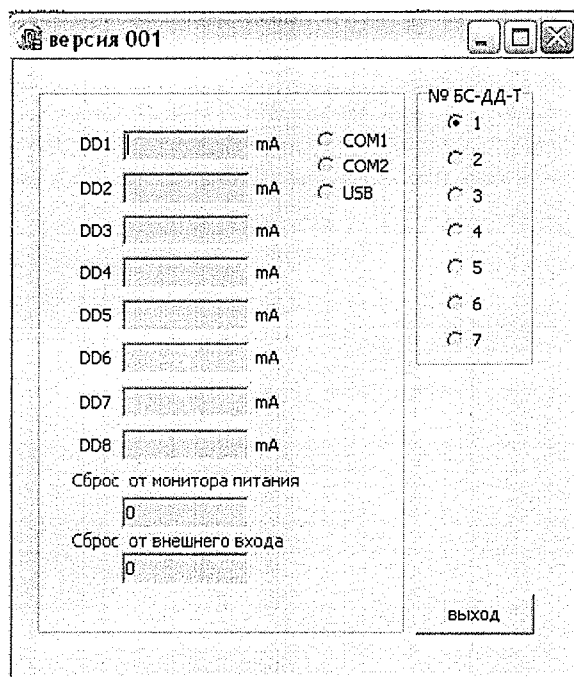 версия 001
№ БС-ДД-Т
DD1 mA
COM1
1
DD2 mA
COM2
2
USB
3
DD3 mA
4
DD4 mA
5
DD5 mA
6
DD6 mA
7
DD7 mA
DD8 mA
Сброс от монитора питания
0
Сброс от внешнего входа
0
выход